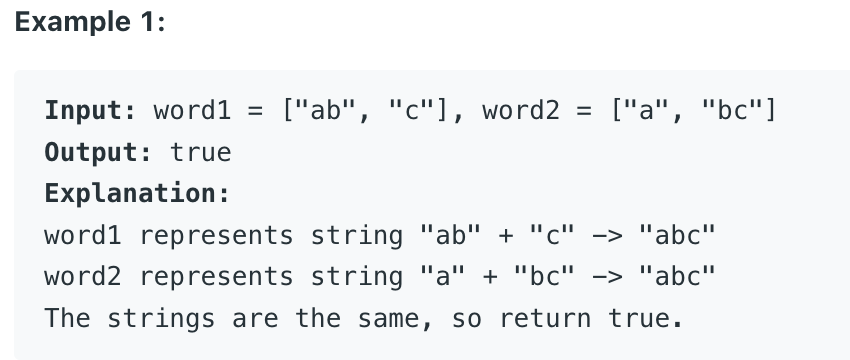 Example 1:
Input: word1 = ["ab", "c"], word2 = ["a", "bc"]
Output: true
Explanation:
word1 represents string "ab" + "c" -> "abc"
word2 represents string "a" + "bc" -> "abc"
The strings are the same, so return true.